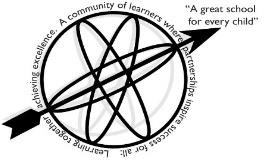 "A great school
for every child"
A community of learners where partnerships inspire success for all: Learning together achieving excellence.